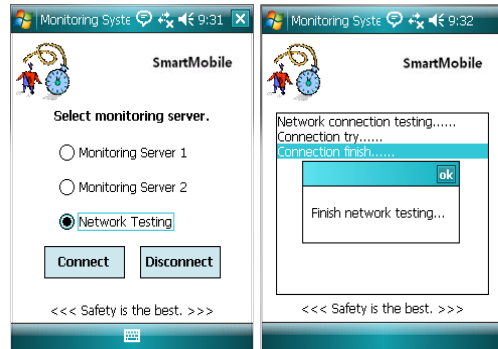 Monitoring Syste 9:31
SmartMobile
Select monitoring server.
Monitoring Server 1
Monitoring Server 2
Network Testing
Connect Disconnect
<<< Safety is the best. >>>
Monitoring Syste 9:32
SmartMobile
Network connection testing......
Connection try......
Connection finish......
ok
Finish network testing...
<<< Safety is the best. >>>